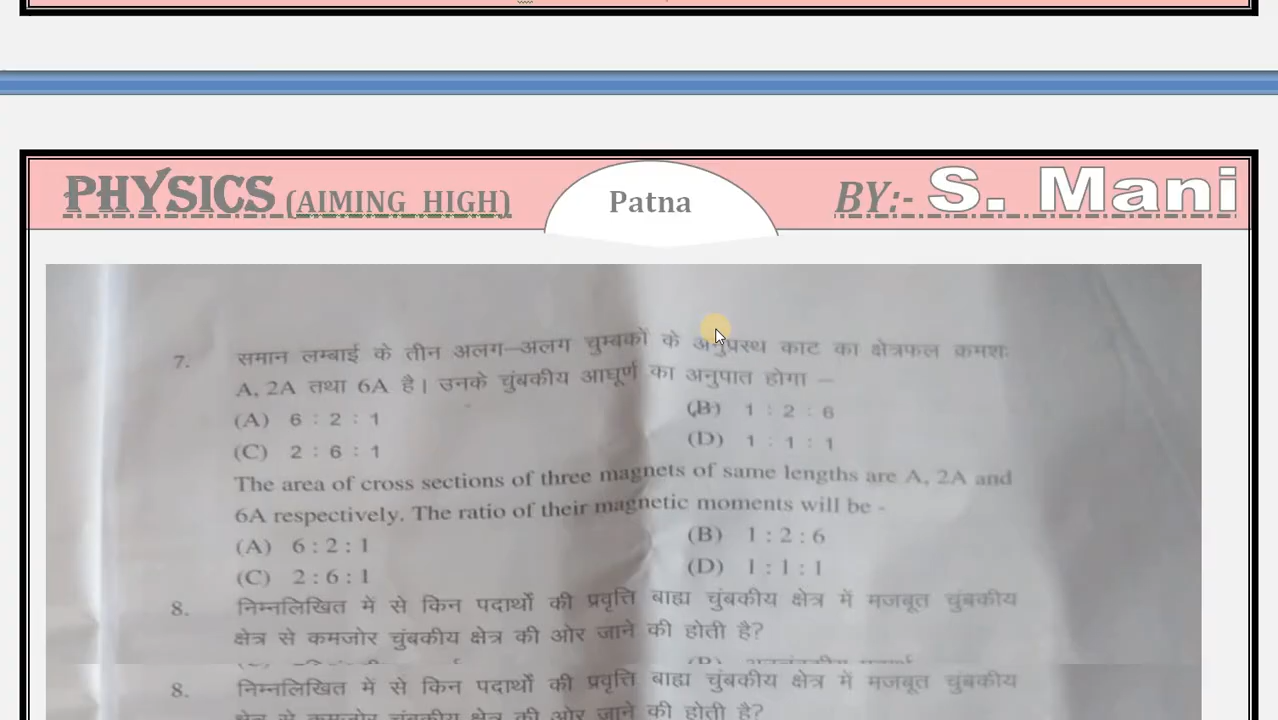 PHYSICS (AIMING HIGH) Patna BY:- S. Mani
7. समान लम्बाई के तीन अलग–अलग चुम्बकों के अनुप्रस्थ काट का क्षेत्रफल क्रमशः
A, 2A तथा 6A है। उनके चुंबकीय आघूर्ण का अनुपात होगा –
(A) 6 : 2 : 1 (B) 1 : 2 : 6
(C) 2 : 6 : 1 (D) 1 : 1 : 1
The area of cross sections of three magnets of same lengths are A, 2A and
6A respectively. The ratio of their magnetic moments will be -
(A) 6 : 2 : 1 (B) 1 : 2 : 6
(C) 2 : 6 : 1 (D) 1 : 1 : 1
8. निम्नलिखित में से किन पदार्थों की प्रवृत्ति बाह्य चुंबकीय क्षेत्र में मजबूत चुंबकीय
क्षेत्र से कमजोर चुंबकीय क्षेत्र की ओर जाने की होती है?
8. निम्नलिखित में से किन पदार्थों की प्रवृत्ति बाह्य चुंबकीय क्षेत्र में मजबूत चुंबकीय
क्षेत्र से कमजोर चुंबकीय क्षेत्र की ओर जाने की होती है?